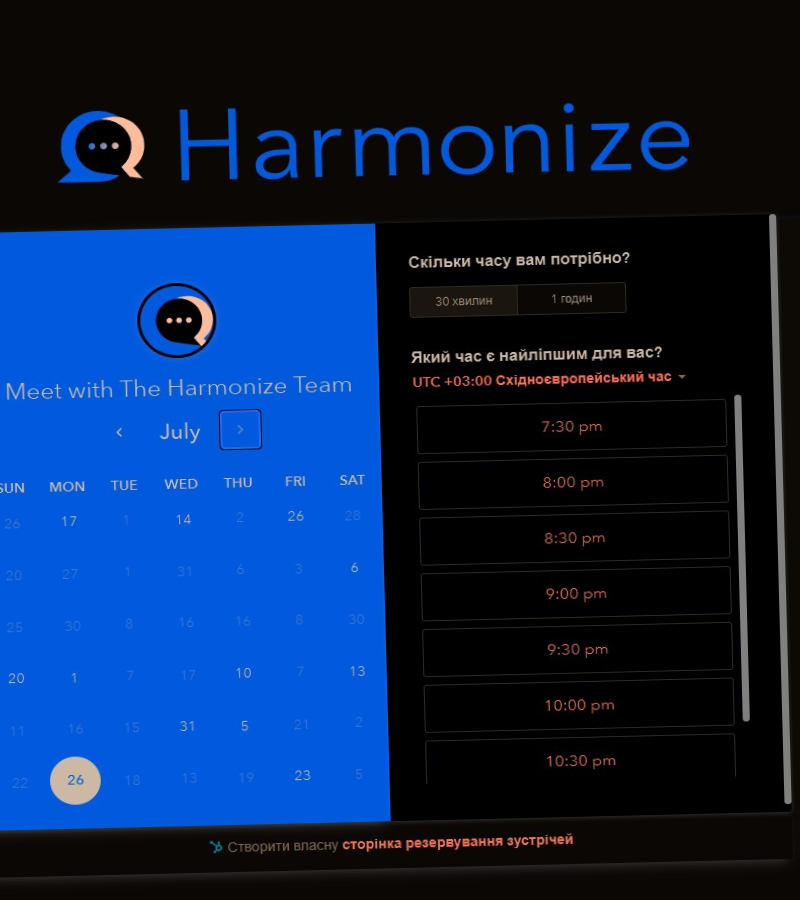 Harmonize
Meet with The Harmonize Team
July
SUN MON TUE WED THU FRI SAT
26 17 1 14 2 26 28
20 27 1 31 6 3 6
25 30 8 16 16 8 30
20 1 7 17 10 7 13
11 16 15 31 5 21 2
22 26 18 13 19 23 5
Скільки часу вам потрібно?
30 хвилин 1 годин
Який час є найліпшим для вас?
UTC +03:00 Східноєвропейський час
7:30 pm
8:00 pm
8:30 pm
9:00 pm
9:30 pm
10:00 pm
10:30 pm
Створити власну сторінка резервування зустрічей